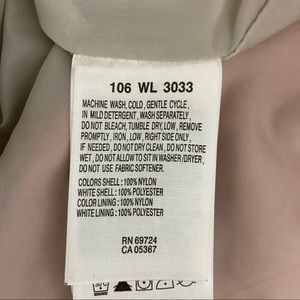 106 WL 3033
MACHINE WASH, COLD, GENTLE CYCLE,
IN MILD DETERGENT, WASH SEPARATELY,
DO NOT BLEACH, TUMBLE DRY, LOW, REMOVE
PROMPTLY, IRON, LOW, RIGHT SIDE ONLY,
IF NEEDED, DO NOT DRY CLEAN, DO NOT STORE
WET, DO NOT ALLOW TO SIT IN WASHER/DRYER,
DO NOT USE FABRIC SOFTENER.
COLORS SHELL: 100% NYLON
WHITE SHELL: 100% POLYESTER
COLOR LINING: 100% NYLON
WHITE LINING: 100% POLYESTER
RN 69724
CA 05367